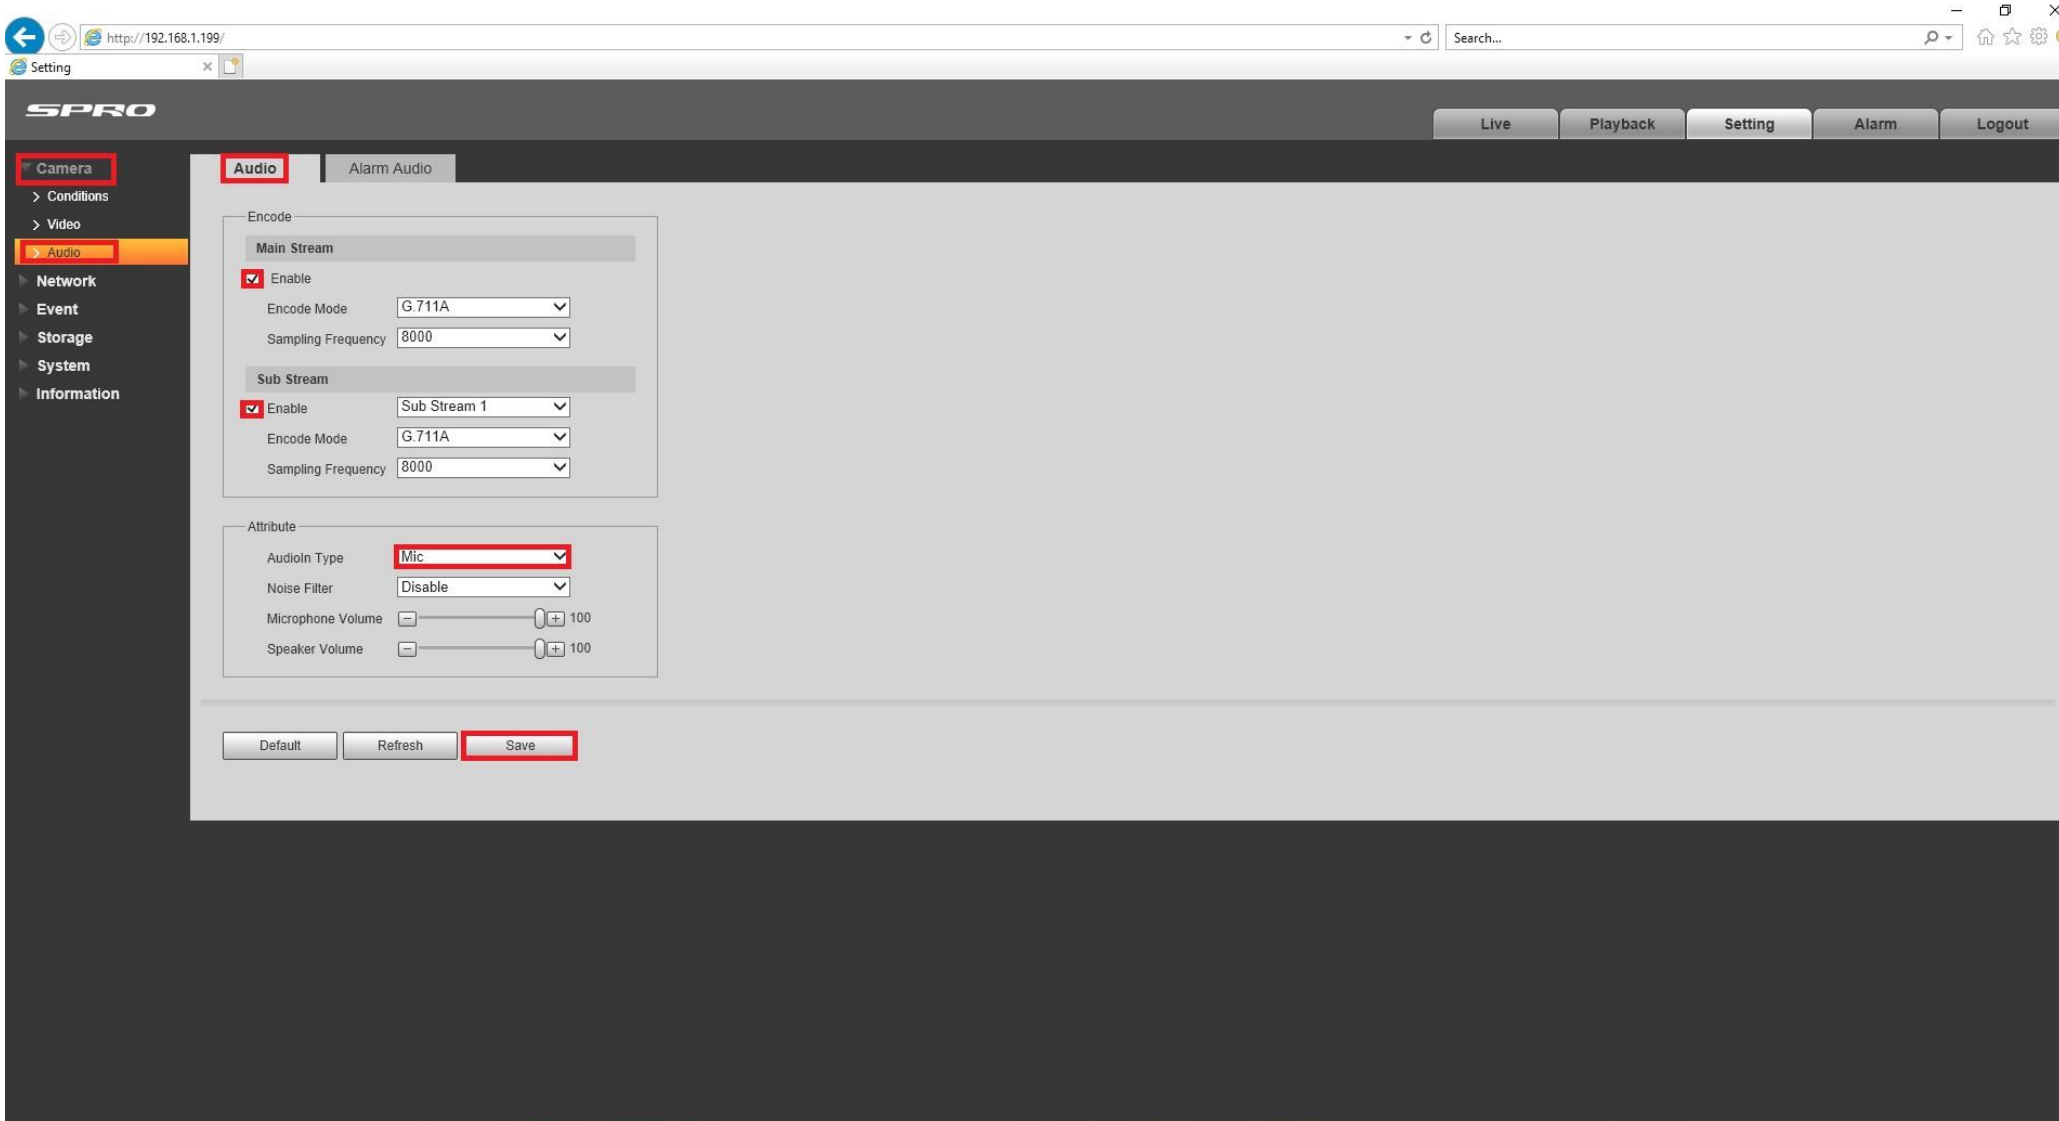 http://192.168.1.199/
Search...
Setting
SPRO
Live Playback Setting Alarm Logout
Camera
Conditions
Video
Audio
Network
Event
Storage
System
Information
Audio Alarm Audio
Encode
Main Stream
Enable
Encode Mode G.711A
Sampling Frequency 8000
Sub Stream
Enable Sub Stream 1
Encode Mode G.711A
Sampling Frequency 8000
Attribute
AudioIn Type Mic
Noise Filter Disable
Microphone Volume 100
Speaker Volume 100
Default Refresh Save